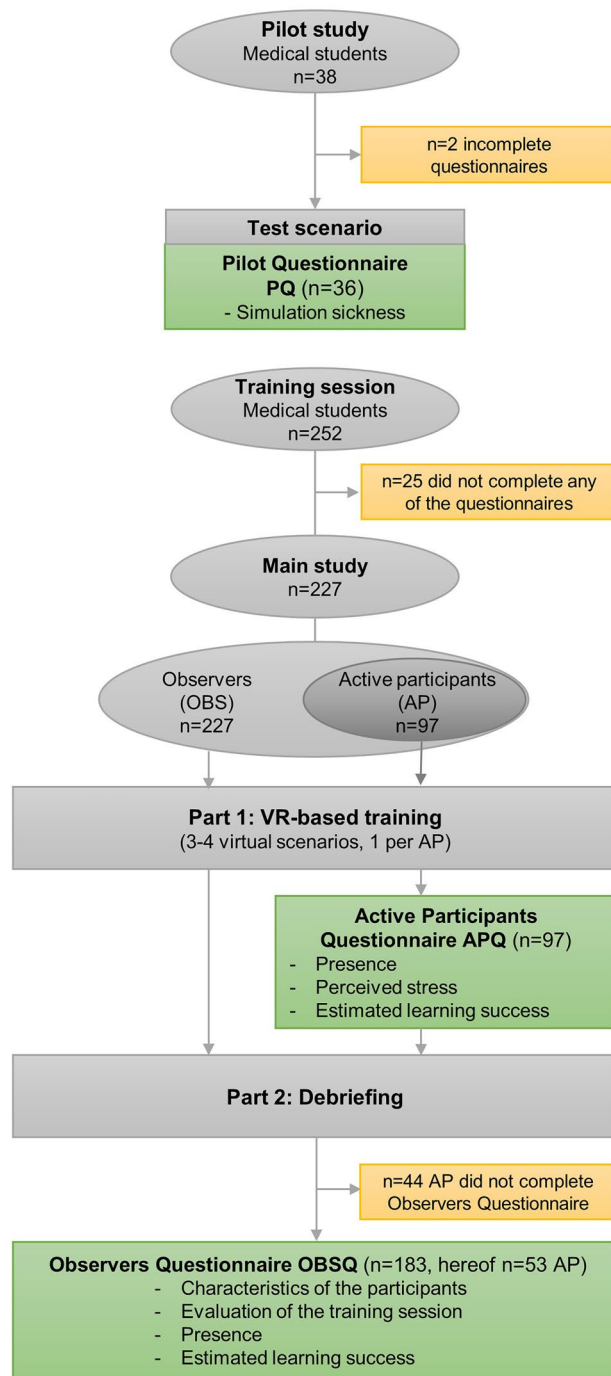 Pilot study
Medical students
n=38
n=2 incomplete
questionnaires
Test scenario
Pilot Questionnaire
PQ (n=36)
- Simulation sickness
Training session
Medical students
n=252
n=25 did not complete any
of the questionnaires
Main study
n=227
Observers
(OBS)
n=227
Active participants
(AP)
n=97
Part 1: VR-based training
(3-4 virtual scenarios, 1 per AP)
Active Participants
Questionnaire APQ (n=97)
- Presence
- Perceived stress
- Estimated learning success
Part 2: Debriefing
n=44 AP did not complete
Observers Questionnaire
Observers Questionnaire OBSQ (n=183, hereof n=53 AP)
- Characteristics of the participants
- Evaluation of the training session
- Presence
- Estimated learning success